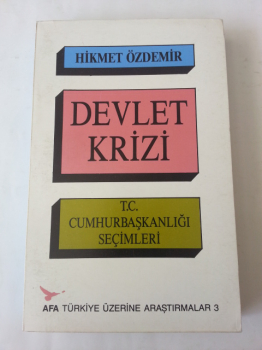 HİKMET ÖZDEMİR
DEVLET
KRİZİ
T.C.
CUMHURBAŞKANLIĞI
SEÇİMLERİ
AFA TÜRKİYE ÜZERİNE ARAŞTIRMALAR 3